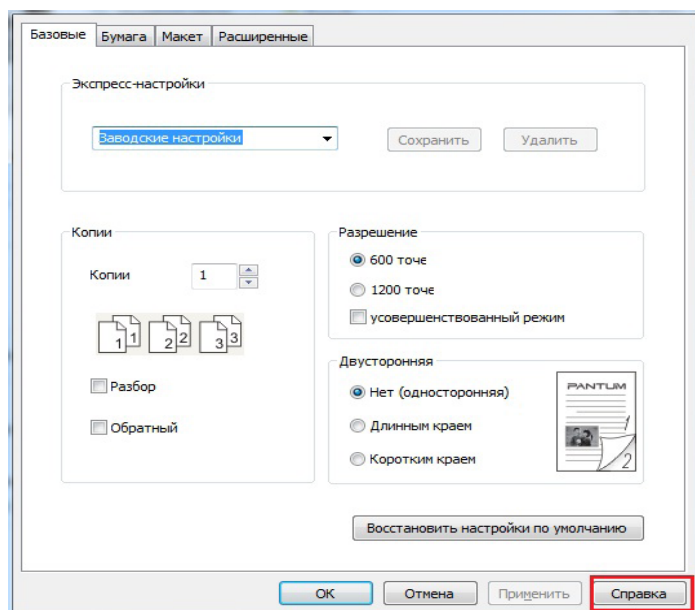 Базовые Бумага Макет Расширенные
Экспресс-настройки
Заводские настройки Сохранить Удалить
Копии
Копии 1
1 1 2 2 3 3
Разбор
Обратный
Разрешение
600 точе
1200 точе
усовершенствованный режим
Двусторонняя
Нет (односторонняя)
Длинным краем
Коротким краем
PANTUM
1
2
Восстановить настройки по умолчанию
ОК Отмена Применить Справка